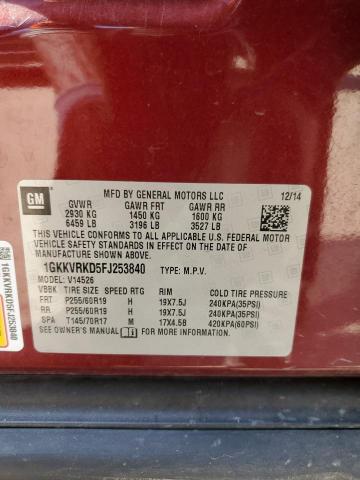 GM
MFD BY GENERAL MOTORS LLC
12/14
GVWR GAWR FRT GAWR RR
2930 KG 1450 KG 1600 KG
6459 LB 3196 LB 3527 LB
THIS VEHICLE CONFORMS TO ALL APPLICABLE U.S. FEDERAL MOTOR
VEHICLE SAFETY STANDARDS IN EFFECT ON THE DATE OF
MANUFACTURE SHOWN ABOVE.
1GKKVRKD5FJ253840 TYPE: M.P.V.
MODEL: V14526
VBBK TIRE SIZE SPEED RTG RIM COLD TIRE PRESSURE
FRT P255/60R19 H 19X7.5J 240KPA(35PSI)
RR P255/60R19 H 19X7.5J 240KPA(35PSI)
SPA T145/70R17 M 17X4.5B 420KPA(60PSI)
SEE OWNER'S MANUAL FOR MORE INFORMATION.
1GKKVRKD5FJ253840